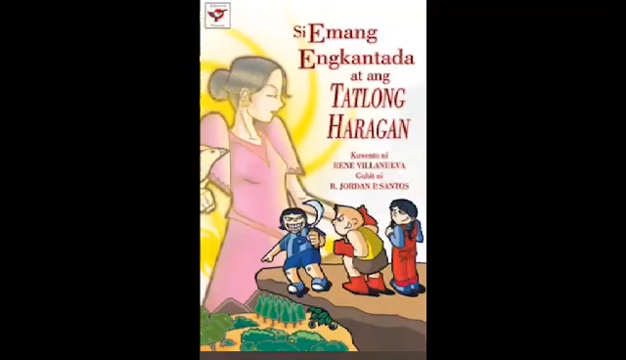 Si Emang
Engkantada
at ang
TATLONG
HARAGAN
Kuwento ni
RENE VILLANUEVA
Guhit ni
R. JORDAN P. SANTOS